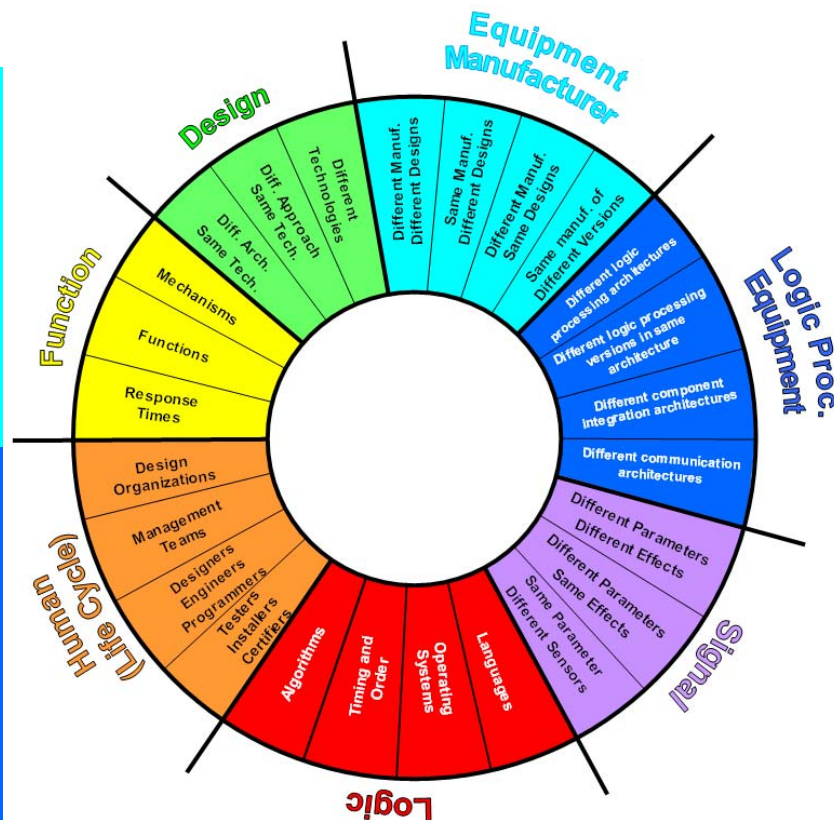 Equipment
Manufacturer
Different Manuf.
Different Designs
Same Manuf.
Different Designs
Different Manuf.
Same Designs
Same manuf. of
Different Versions
Logic Proc.
Equipment
Different logic
processing architectures
Different logic processing
versions in same
architecture
Different component
integration architectures
Different communication
architectures
Signal
Different Parameters
Different Effects
Different Parameters
Same Effects
Same Parameter
Different Sensors
Logic
Languages
Operating
Systems
Timing and
Order
Algorithms
Human
(Life Cycle)
Testers
Installers
Certifiers
Designers
Engineers
Programmers
Management
Teams
Design
Organizations
Function
Response
Times
Functions
Mechanisms
Design
Diff. Arch.
Same Tech.
Diff. Approach
Same Tech.
Different
Technologies